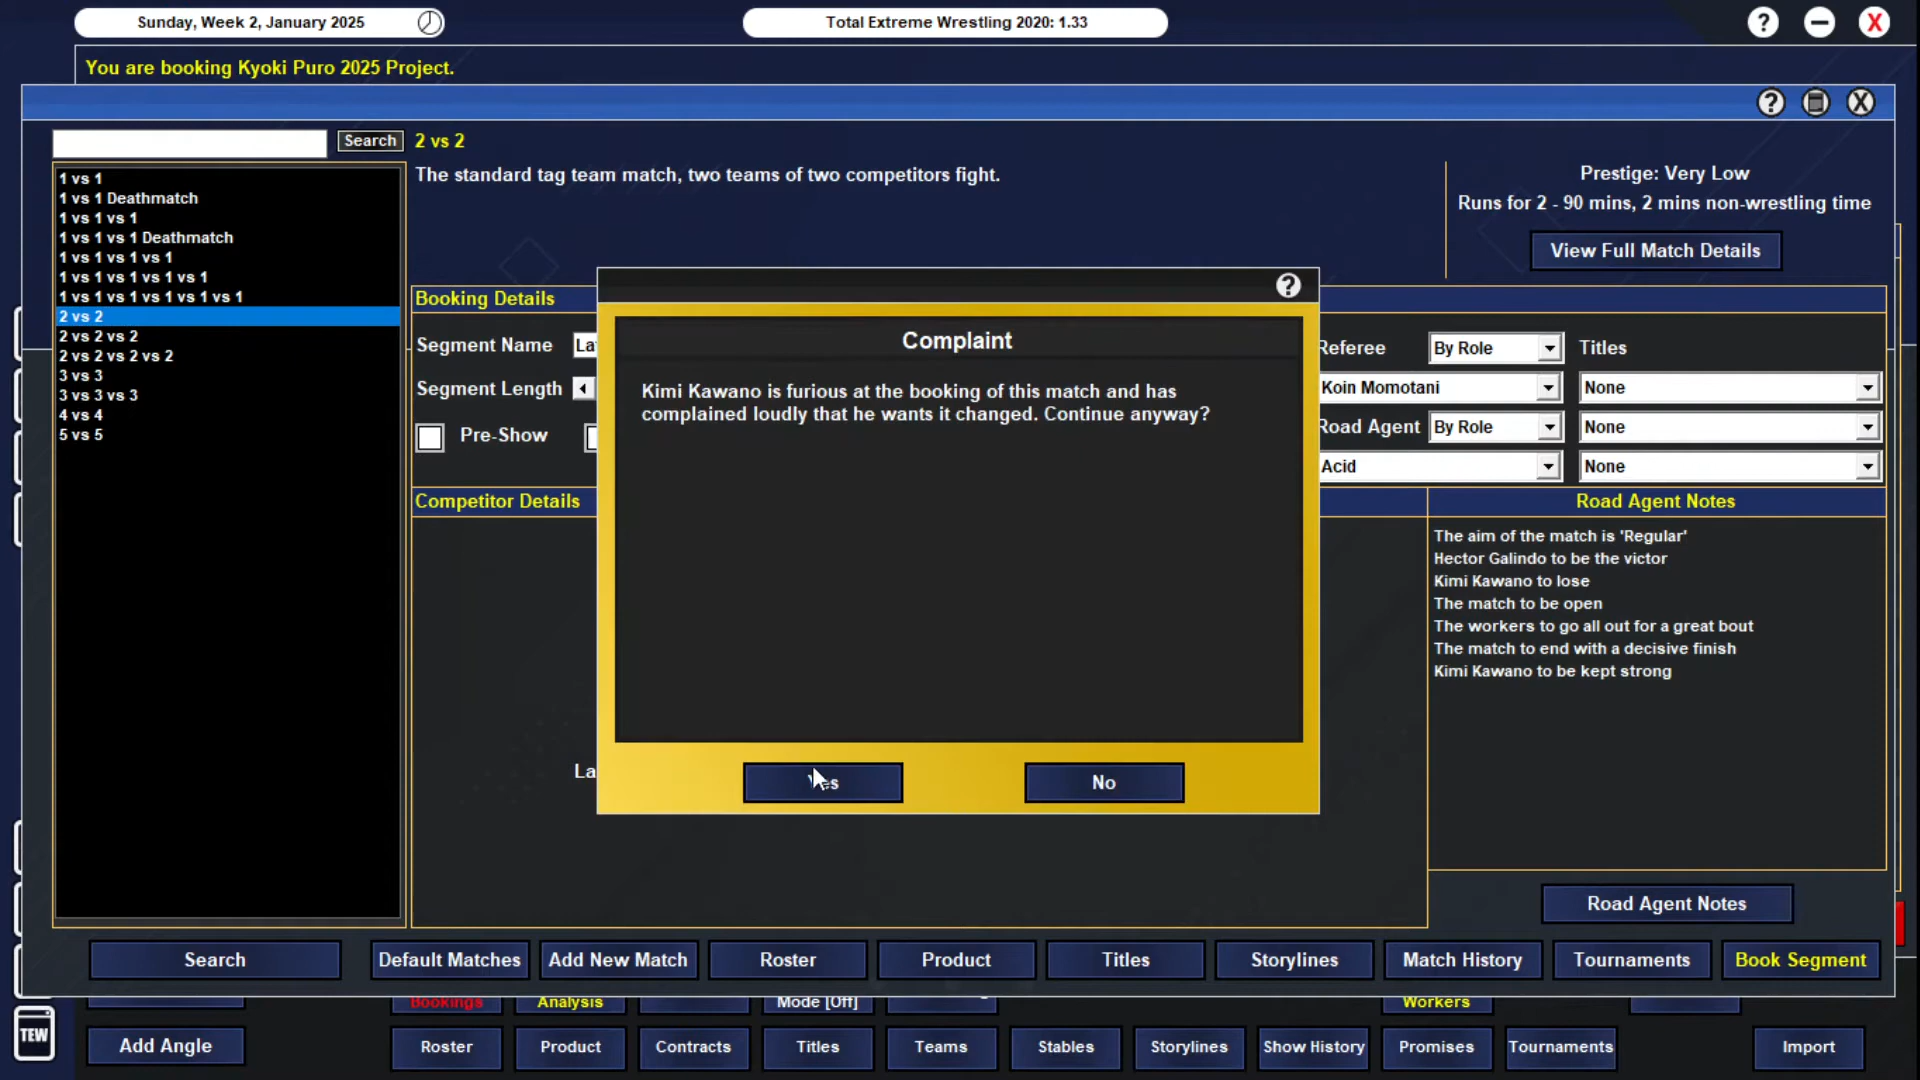 Sunday, Week 2, January 2025
Total Extreme Wrestling 2020: 1.33
? X
You are booking Kyoki Puro 2025 Project.
? X
Search
2 vs 2
The standard tag team match, two teams of two competitors fight.
Prestige: Very Low
Runs for 2 - 90 mins, 2 mins non-wrestling time
View Full Match Details
1 vs 1
1 vs 1 Deathmatch
1 vs 1 vs 1
1 vs 1 vs 1 Deathmatch
1 vs 1 vs 1 vs 1
1 vs 1 vs 1 vs 1 vs 1
1 vs 1 vs 1 vs 1 vs 1 vs 1
2 vs 2
2 vs 2 vs 2
2 vs 2 vs 2 vs 2
3 vs 3
3 vs 3 vs 3
4 vs 4
5 vs 5
Booking Details
Segment Name La
Segment Length
Pre-Show
Competitor Details
La
?
Complaint
Kimi Kawano is furious at the booking of this match and has
complained loudly that he wants it changed. Continue anyway?
Yes No
Referee By Role Titles
Koin Momotani None
Road Agent By Role None
Acid None
Road Agent Notes
The aim of the match is 'Regular'
Hector Galindo to be the victor
Kimi Kawano to lose
The match to be open
The workers to go all out for a great bout
The match to end with a decisive finish
Kimi Kawano to be kept strong
Road Agent Notes
Search Default Matches Add New Match Roster Product Titles Storylines Match History Tournaments Book Segment
Bookings Analysis Mode [Off] Workers
TEW Add Angle Roster Product Contracts Titles Teams Stables Storylines Show History Promises Tournaments Import